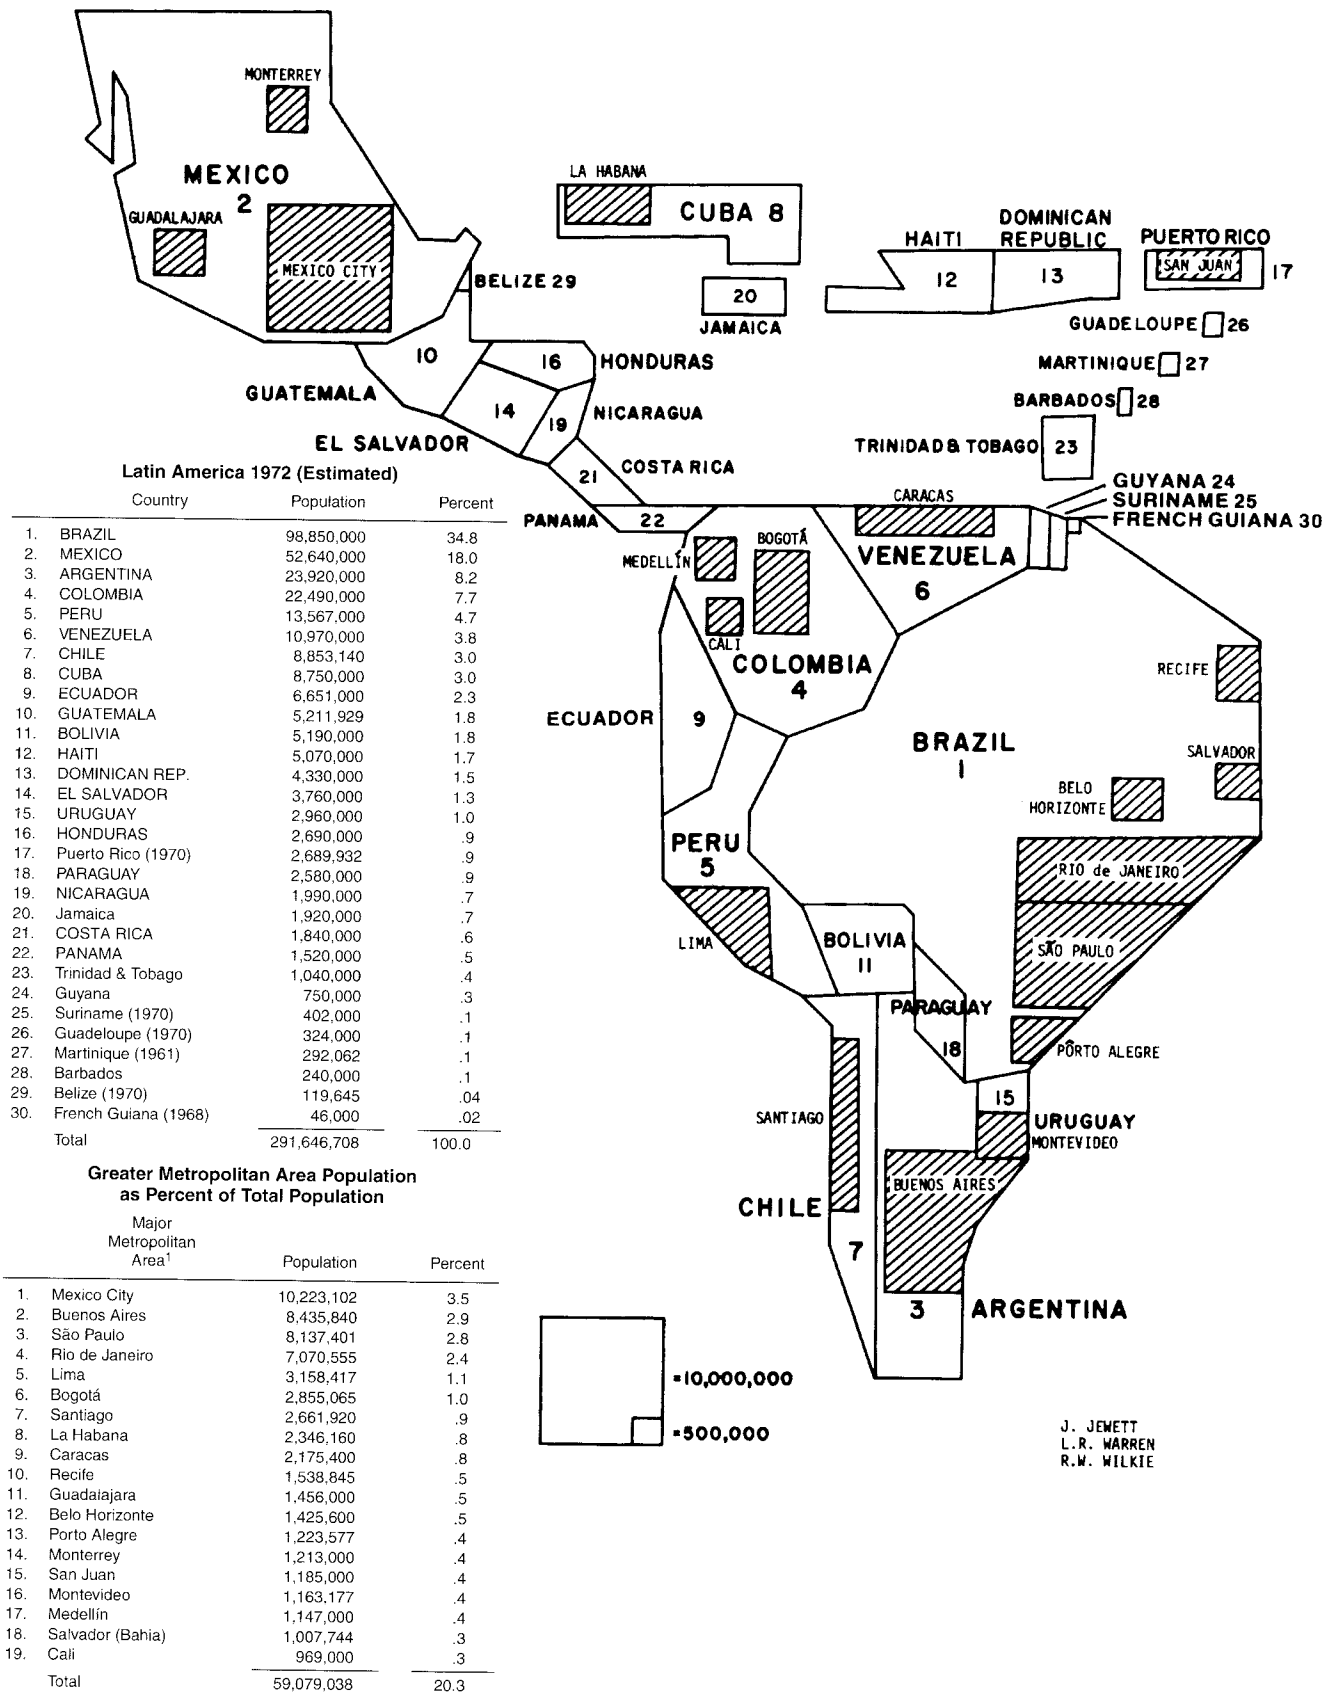 MONTERREY
MEXICO
2
GUADALAJARA
MEXICO CITY
LA HABANA
CUBA 8
DOMINICAN
REPUBLIC
HAITI
PUERTO RICO
SAN JUAN
17
12
13
BELIZE 29
20
JAMAICA
GUADELOUPE 26
MARTINIQUE 27
BARBADOS 28
TRINIDAD & TOBAGO 23
10
GUATEMALA
16
HONDURAS
14
EL SALVADOR
19
NICARAGUA
21
COSTA RICA
PANAMA 22
GUYANA 24
SURINAME 25
FRENCH GUIANA 30
CARACAS
VENEZUELA
6
MEDELLÍN
BOGOTÁ
CALI
COLOMBIA
4
ECUADOR 9
RECIFE
BRAZIL
1
SALVADOR
BELO
HORIZONTE
PERU
5
RIO de JANEIRO
LIMA
BOLIVIA
11
SÃO PAULO
PARAGUAY
18
PÔRTO ALEGRE
15
URUGUAY
MONTEVIDEO
SANTIAGO
BUENOS AIRES
CHILE
7
3 ARGENTINA
=10,000,000
=500,000
J. JEWETT
L.R. WARREN
R.W. WILKIE
Latin America 1972 (Estimated)
Country Population Percent
1. BRAZIL 98,850,000 34.8
2. MEXICO 52,640,000 18.0
3. ARGENTINA 23,920,000 8.2
4. COLOMBIA 22,490,000 7.7
5. PERU 13,567,000 4.7
6. VENEZUELA 10,970,000 3.8
7. CHILE 8,853,140 3.0
8. CUBA 8,750,000 3.0
9. ECUADOR 6,651,000 2.3
10. GUATEMALA 5,211,929 1.8
11. BOLIVIA 5,190,000 1.8
12. HAITI 5,070,000 1.7
13. DOMINICAN REP. 4,330,000 1.5
14. EL SALVADOR 3,760,000 1.3
15. URUGUAY 2,960,000 1.0
16. HONDURAS 2,690,000 .9
17. Puerto Rico (1970) 2,689,932 .9
18. PARAGUAY 2,580,000 .9
19. NICARAGUA 1,990,000 .7
20. Jamaica 1,920,000 .7
21. COSTA RICA 1,840,000 .6
22. PANAMA 1,520,000 .5
23. Trinidad & Tobago 1,040,000 .4
24. Guyana 750,000 .3
25. Suriname (1970) 402,000 .1
26. Guadeloupe (1970) 324,000 .1
27. Martinique (1961) 292,062 .1
28. Barbados 240,000 .1
29. Belize (1970) 119,645 .04
30. French Guiana (1968) 46,000 .02
Total 291,646,708 100.0
Greater Metropolitan Area Population
as Percent of Total Population
Major
Metropolitan
Area1 Population Percent
1. Mexico City 10,223,102 3.5
2. Buenos Aires 8,435,840 2.9
3. São Paulo 8,137,401 2.8
4. Rio de Janeiro 7,070,555 2.4
5. Lima 3,158,417 1.1
6. Bogotá 2,855,065 1.0
7. Santiago 2,661,920 .9
8. La Habana 2,346,160 .8
9. Caracas 2,175,400 .8
10. Recife 1,538,845 .5
11. Guadalajara 1,456,000 .5
12. Belo Horizonte 1,425,600 .5
13. Porto Alegre 1,223,577 .4
14. Monterrey 1,213,000 .4
15. San Juan 1,185,000 .4
16. Montevideo 1,163,177 .4
17. Medellín 1,147,000 .4
18. Salvador (Bahia) 1,007,744 .3
19. Cali 969,000 .3
Total 59,079,038 20.3